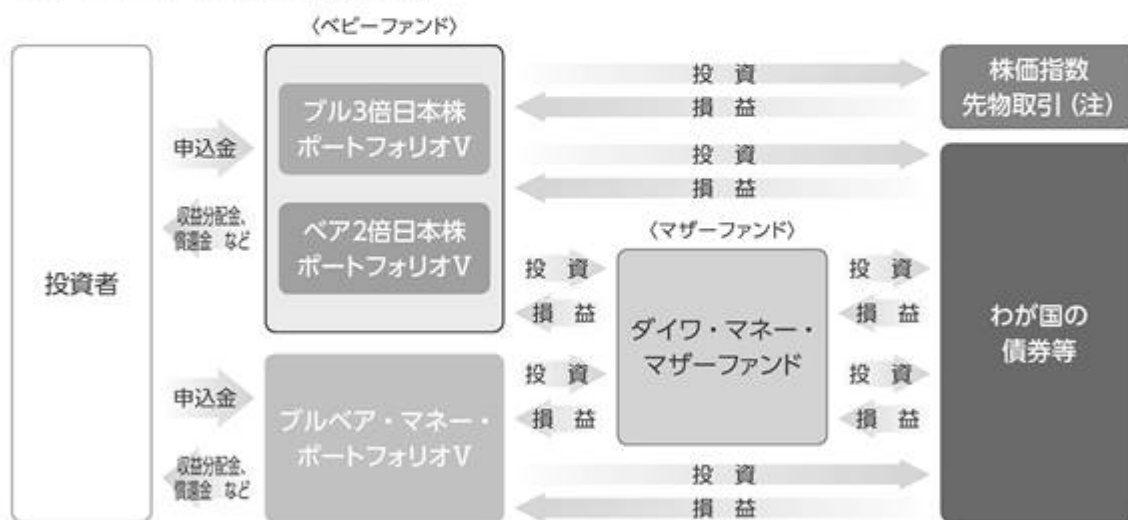 〈ベビーファンド〉
投資者
申込金
収益分配金、
償還金 など
ブル3倍日本株
ポートフォリオⅤ
ベア2倍日本株
ポートフォリオⅤ
投 資
損 益
投 資
損 益
株価指数
先物取引(注)
〈マザーファンド〉
投 資
損 益
ダイワ・マネー・
マザーファンド
投 資
損 益
わが国の
債券等
申込金
収益分配金、
償還金 など
ブルベア・マネー・
ポートフォリオⅤ
投 資
損 益
投 資
損 益
投 資
損 益